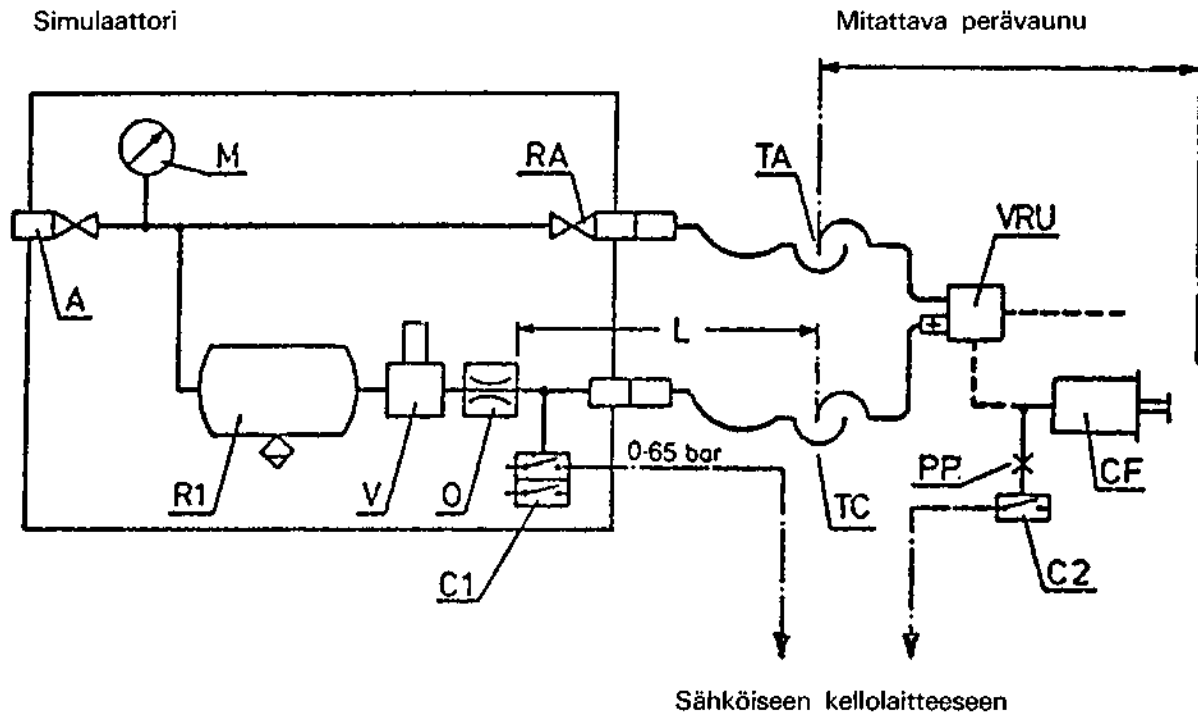 Simulaattori
Mitattava perävaunu
M
RA
TA
VRU
A
L
R1
V
O
0-65 bar
PP
CF
C1
TC
C2
Sähköiseen kellolaitteeseen